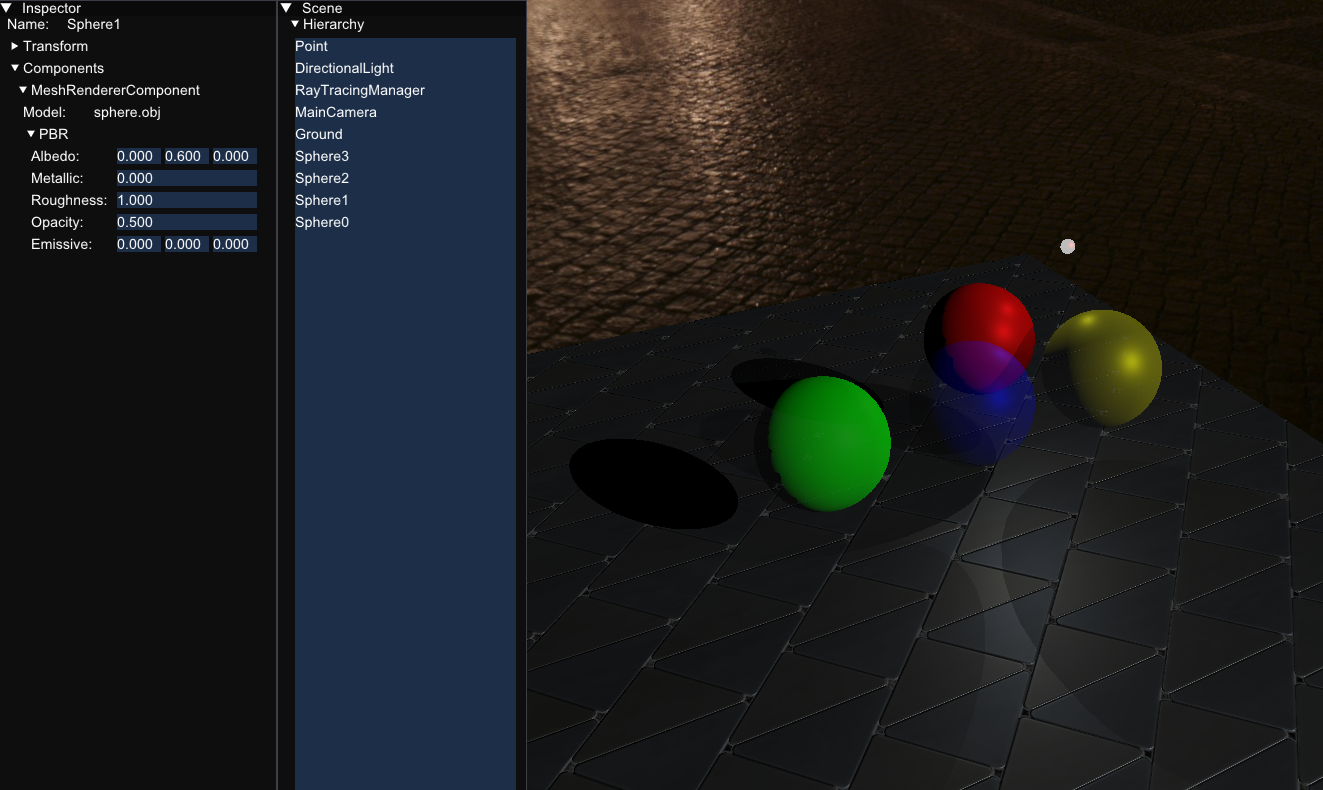 Inspector
Name: Sphere1
Transform
Components
MeshRendererComponent
Model: sphere.obj
PBR
Albedo: 0.000 0.600 0.000
Metallic: 0.000
Roughness: 1.000
Opacity: 0.500
Emissive: 0.000 0.000 0.000
Scene
Hierarchy
Point
DirectionalLight
RayTracingManager
MainCamera
Ground
Sphere3
Sphere2
Sphere1
Sphere0